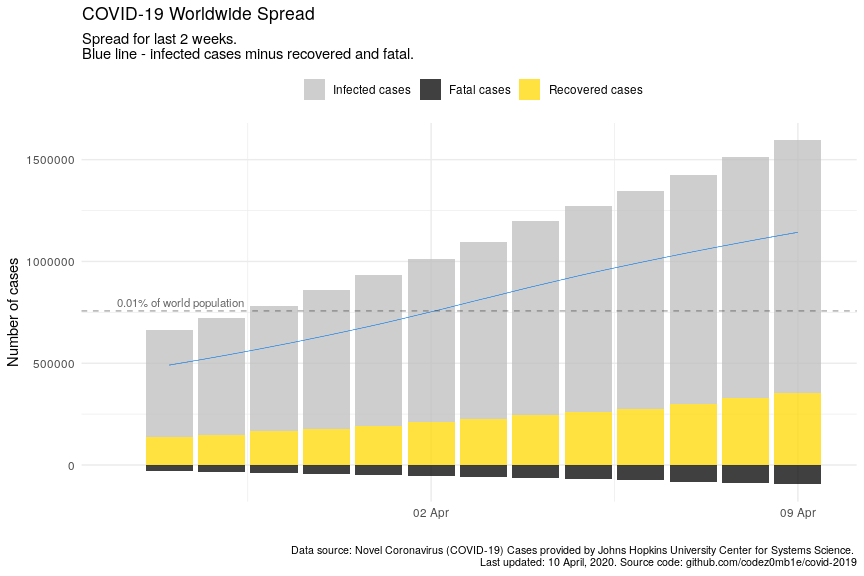 COVID-19 Worldwide Spread
Spread for last 2 weeks.
Blue line - infected cases minus recovered and fatal.
Infected cases Fatal cases Recovered cases
1500000
1000000
0.01% of world population
500000
0
Number of cases
02 Apr 09 Apr
Data source: Novel Coronavirus (COVID-19) Cases provided by Johns Hopkins University Center for Systems Science.
Last updated: 10 April, 2020. Source code: github.com/codez0mb1e/covid-2019